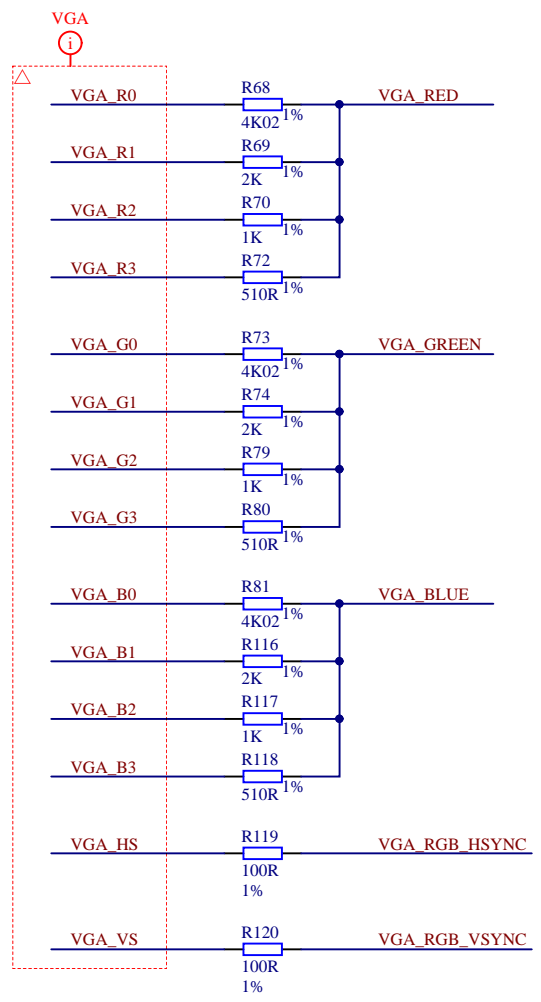 VGA
i
VGA_R0 R68 4K02 1% VGA_RED
VGA_R1 R69 2K 1%
VGA_R2 R70 1K 1%
VGA_R3 R72 510R 1%
VGA_G0 R73 4K02 1% VGA_GREEN
VGA_G1 R74 2K 1%
VGA_G2 R79 1K 1%
VGA_G3 R80 510R 1%
VGA_B0 R81 4K02 1% VGA_BLUE
VGA_B1 R116 2K 1%
VGA_B2 R117 1K 1%
VGA_B3 R118 510R 1%
VGA_HS R119 100R 1% VGA_RGB_HSYNC
VGA_VS R120 100R 1% VGA_RGB_VSYNC